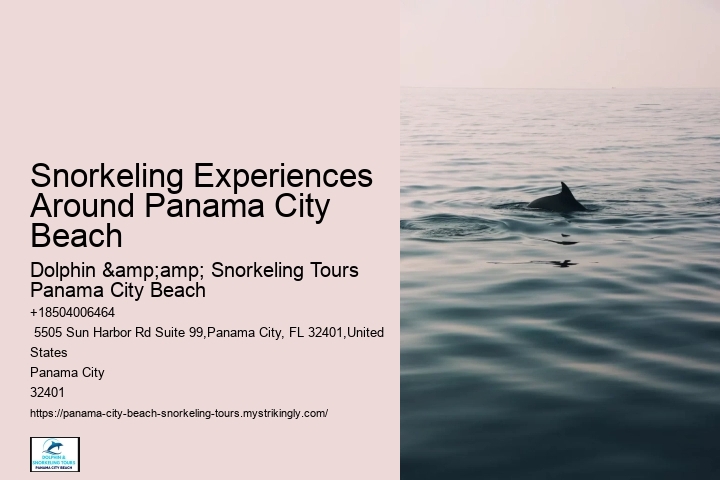 Snorkeling Experiences
Around Panama City
Beach
Dolphin &amp;amp; Snorkeling Tours
Panama City Beach
+18504006464
5505 Sun Harbor Rd Suite 99,Panama City, FL 32401,United
States
Panama City
32401
https://panama-city-beach-snorkeling-tours.mystrikingly.com/
DOLPHIN &
SNORKELING TOURS
PANAMA CITY BEACH